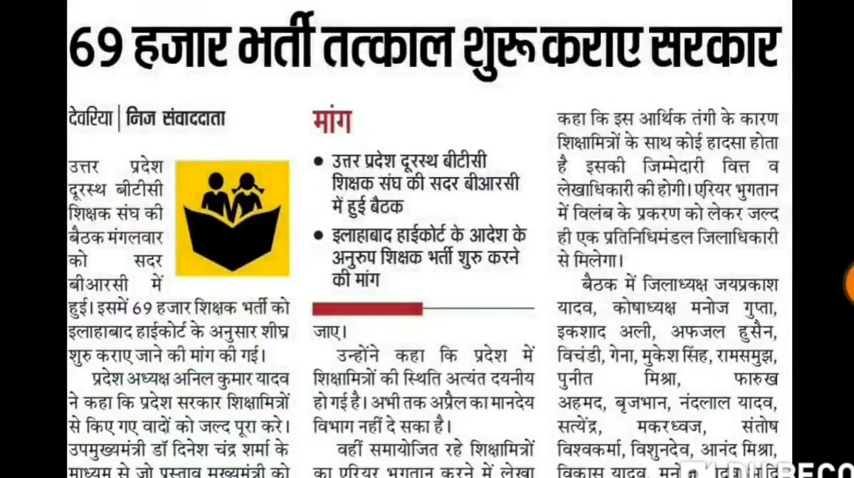 69 हजार भर्ती तत्काल शुरू कराए सरकार
देवरिया | निज संवाददाता
उत्तर प्रदेश
दूरस्थ बीटीसी
शिक्षक संघ की
बैठक मंगलवार
को सदर
बीआरसी में
हुई। इसमें 69 हजार शिक्षक भर्ती को
इलाहाबाद हाईकोर्ट के अनुसार शीघ्र
शुरु कराए जाने की मांग की गई।
प्रदेश अध्यक्ष अनिल कुमार यादव
ने कहा कि प्रदेश सरकार शिक्षामित्रों
से किए गए वादों को जल्द पूरा करे।
उपमुख्यमंत्री डॉ दिनेश चंद्र शर्मा के
माध्यम से जो प्रस्ताव मुख्यमंत्री को
मांग
• उत्तर प्रदेश दूरस्थ बीटीसी
शिक्षक संघ की सदर बीआरसी
में हुई बैठक
• इलाहाबाद हाईकोर्ट के आदेश के
अनुरुप शिक्षक भर्ती शुरु करने
की मांग
जाए।
उन्होंने कहा कि प्रदेश में
शिक्षामित्रों की स्थिति अत्यंत दयनीय
हो गई है। अभी तक अप्रैल का मानदेय
विभाग नहीं दे सका है।
वहीं समायोजित रहे शिक्षामित्रों
का एरियर भुगतान करने में लेखा
कहा कि इस आर्थिक तंगी के कारण
शिक्षामित्रों के साथ कोई हादसा होता
है इसकी जिम्मेदारी वित्त व
लेखाधिकारी की होगी। एरियर भुगतान
में विलंब के प्रकरण को लेकर जल्द
ही एक प्रतिनिधिमंडल जिलाधिकारी
से मिलेगा।
बैठक में जिलाध्यक्ष जयप्रकाश
यादव, कोषाध्यक्ष मनोज गुप्ता,
इकशाद अली, अफजल हुसैन,
विचंडी, गेना, मुकेश सिंह, रामसमुझ,
पुनीत मिश्रा, फारुख
अहमद, बृजभान, नंदलाल यादव,
सत्येंद्र, मकरध्वज, संतोष
विश्वकर्मा, विशुनदेव, आनंद मिश्रा,
विकास यादव,